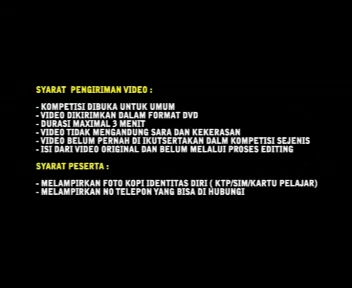 SYARAT PENGIRIMAN VIDEO :
- KOMPETISI DIBUKA UNTUK UMUM
- VIDEO DIKIRIMKAN DALAM FORMAT DVD
- DURASI MAXIMAL 3 MENIT
- VIDEO TIDAK MENGANDUNG SARA DAN KEKERASAN
- VIDEO BELUM PERNAH DI IKUTSERTAKAN DALM KOMPETISI SEJENIS
- ISI DARI VIDEO ORIGINAL DAN BELUM MELALUI PROSES EDITING
SYARAT PESERTA :
- MELAMPIRKAN FOTO KOPI IDENTITAS DIRI ( KTP/SIM/KARTU PELAJAR)
- MELAMPIRKAN NO TELEPON YANG BISA DI HUBUNGI